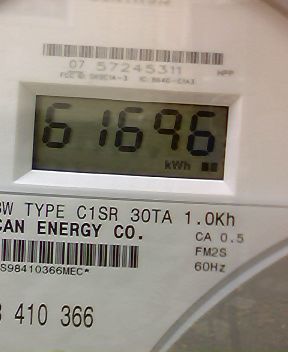 07 57245311
61696
kWh
3W TYPE C1SR 30TA 1.0Kh
CAN ENERGY CO.
CA 0.5
FM2S
60Hz
S98410366MEC*
410 366